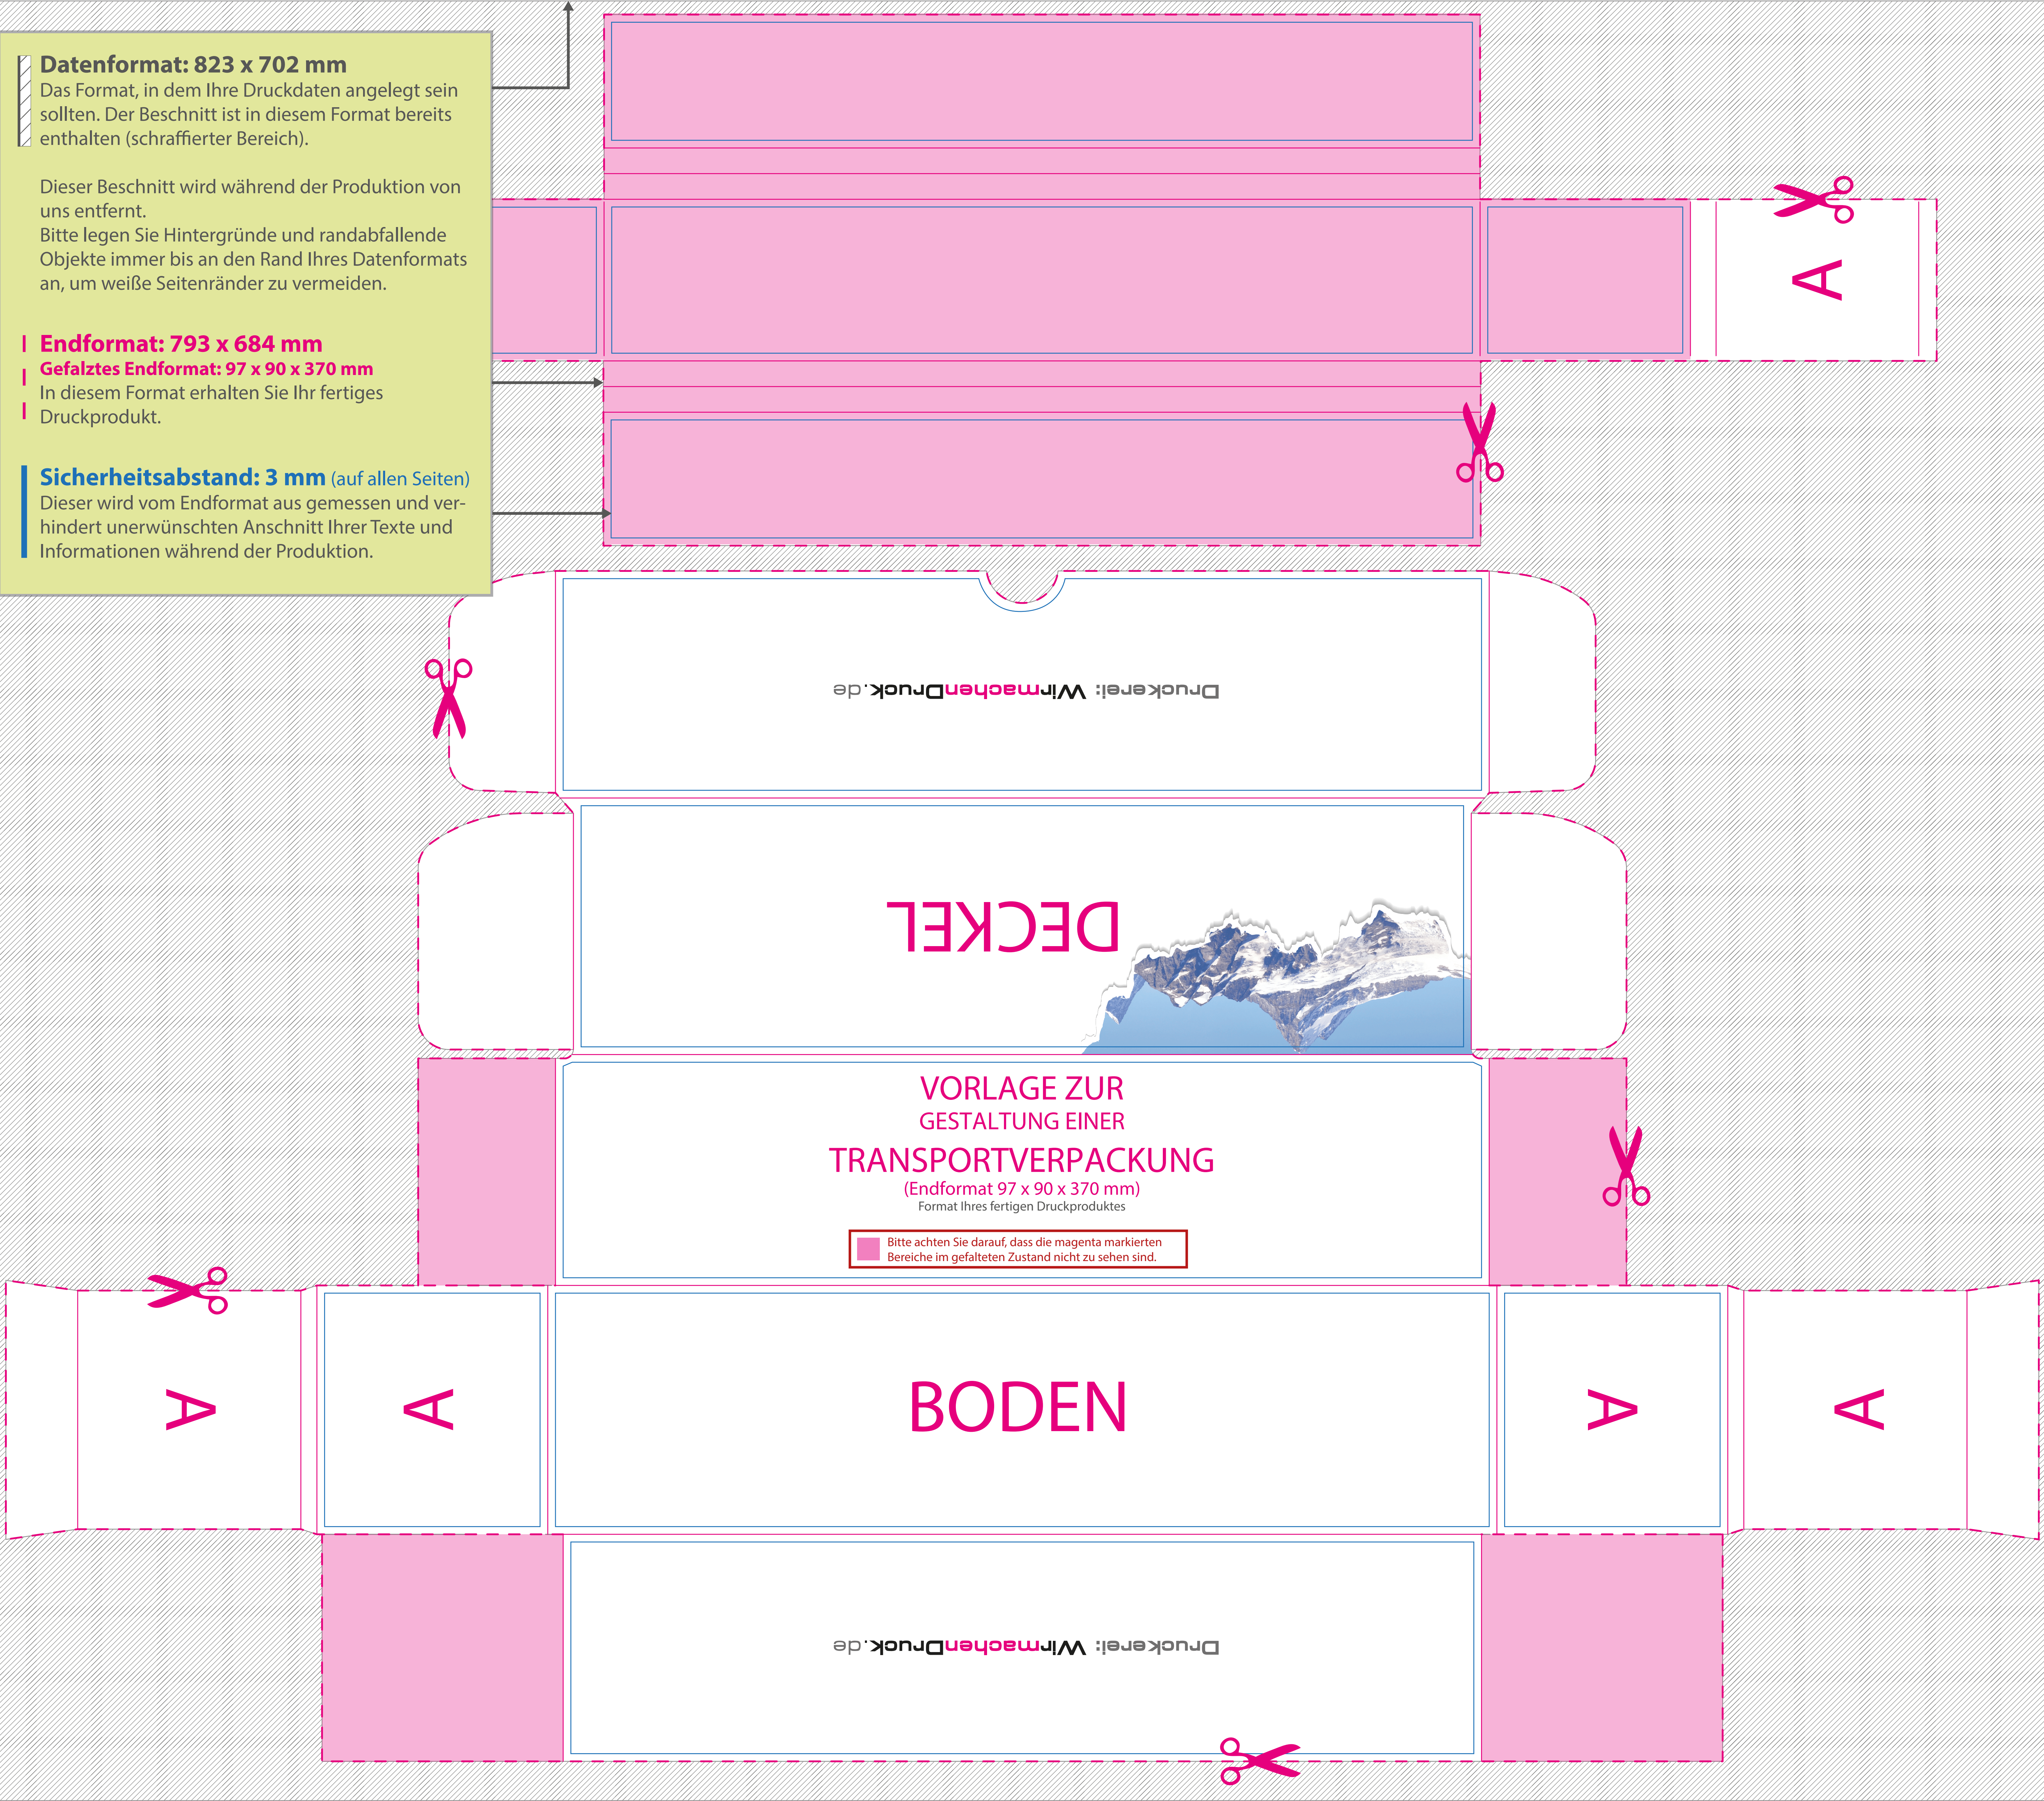 Datenformat: 823 x 702 mm
Das Format, in dem Ihre Druckdaten angelegt sein
sollten. Der Beschnitt ist in diesem Format bereits
enthalten (schraffierter Bereich).
Dieser Beschnitt wird während der Produktion von
uns entfernt.
Bitte legen Sie Hintergründe und randabfallende
Objekte immer bis an den Rand Ihres Datenformats
an, um weiße Seitenränder zu vermeiden.
Endformat: 793 x 684 mm
Gefalztes Endformat: 97 x 90 x 370 mm
In diesem Format erhalten Sie Ihr fertiges
Druckprodukt.
Sicherheitsabstand: 3 mm (auf allen Seiten)
Dieser wird vom Endformat aus gemessen und ver-
hindert unerwünschten Anschnitt Ihrer Texte und
Informationen während der Produktion.
A
Druckerei: WirmachenDruck.de
DECKEL
VORLAGE ZUR
GESTALTUNG EINER
TRANSPORTVERPACKUNG
(Endformat 97 x 90 x 370 mm)
Format Ihres fertigen Druckproduktes
Bitte achten Sie darauf, dass die magenta markierten
Bereiche im gefalteten Zustand nicht zu sehen sind.
A
A
BODEN
A
A
Druckerei: WirmachenDruck.de